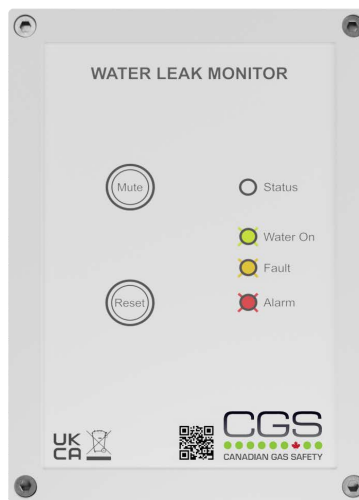 WATER LEAK MONITOR
Mute
Status
Water On
Fault
Reset
Alarm
UK
CA
CGS
CANADIAN GAS SAFETY